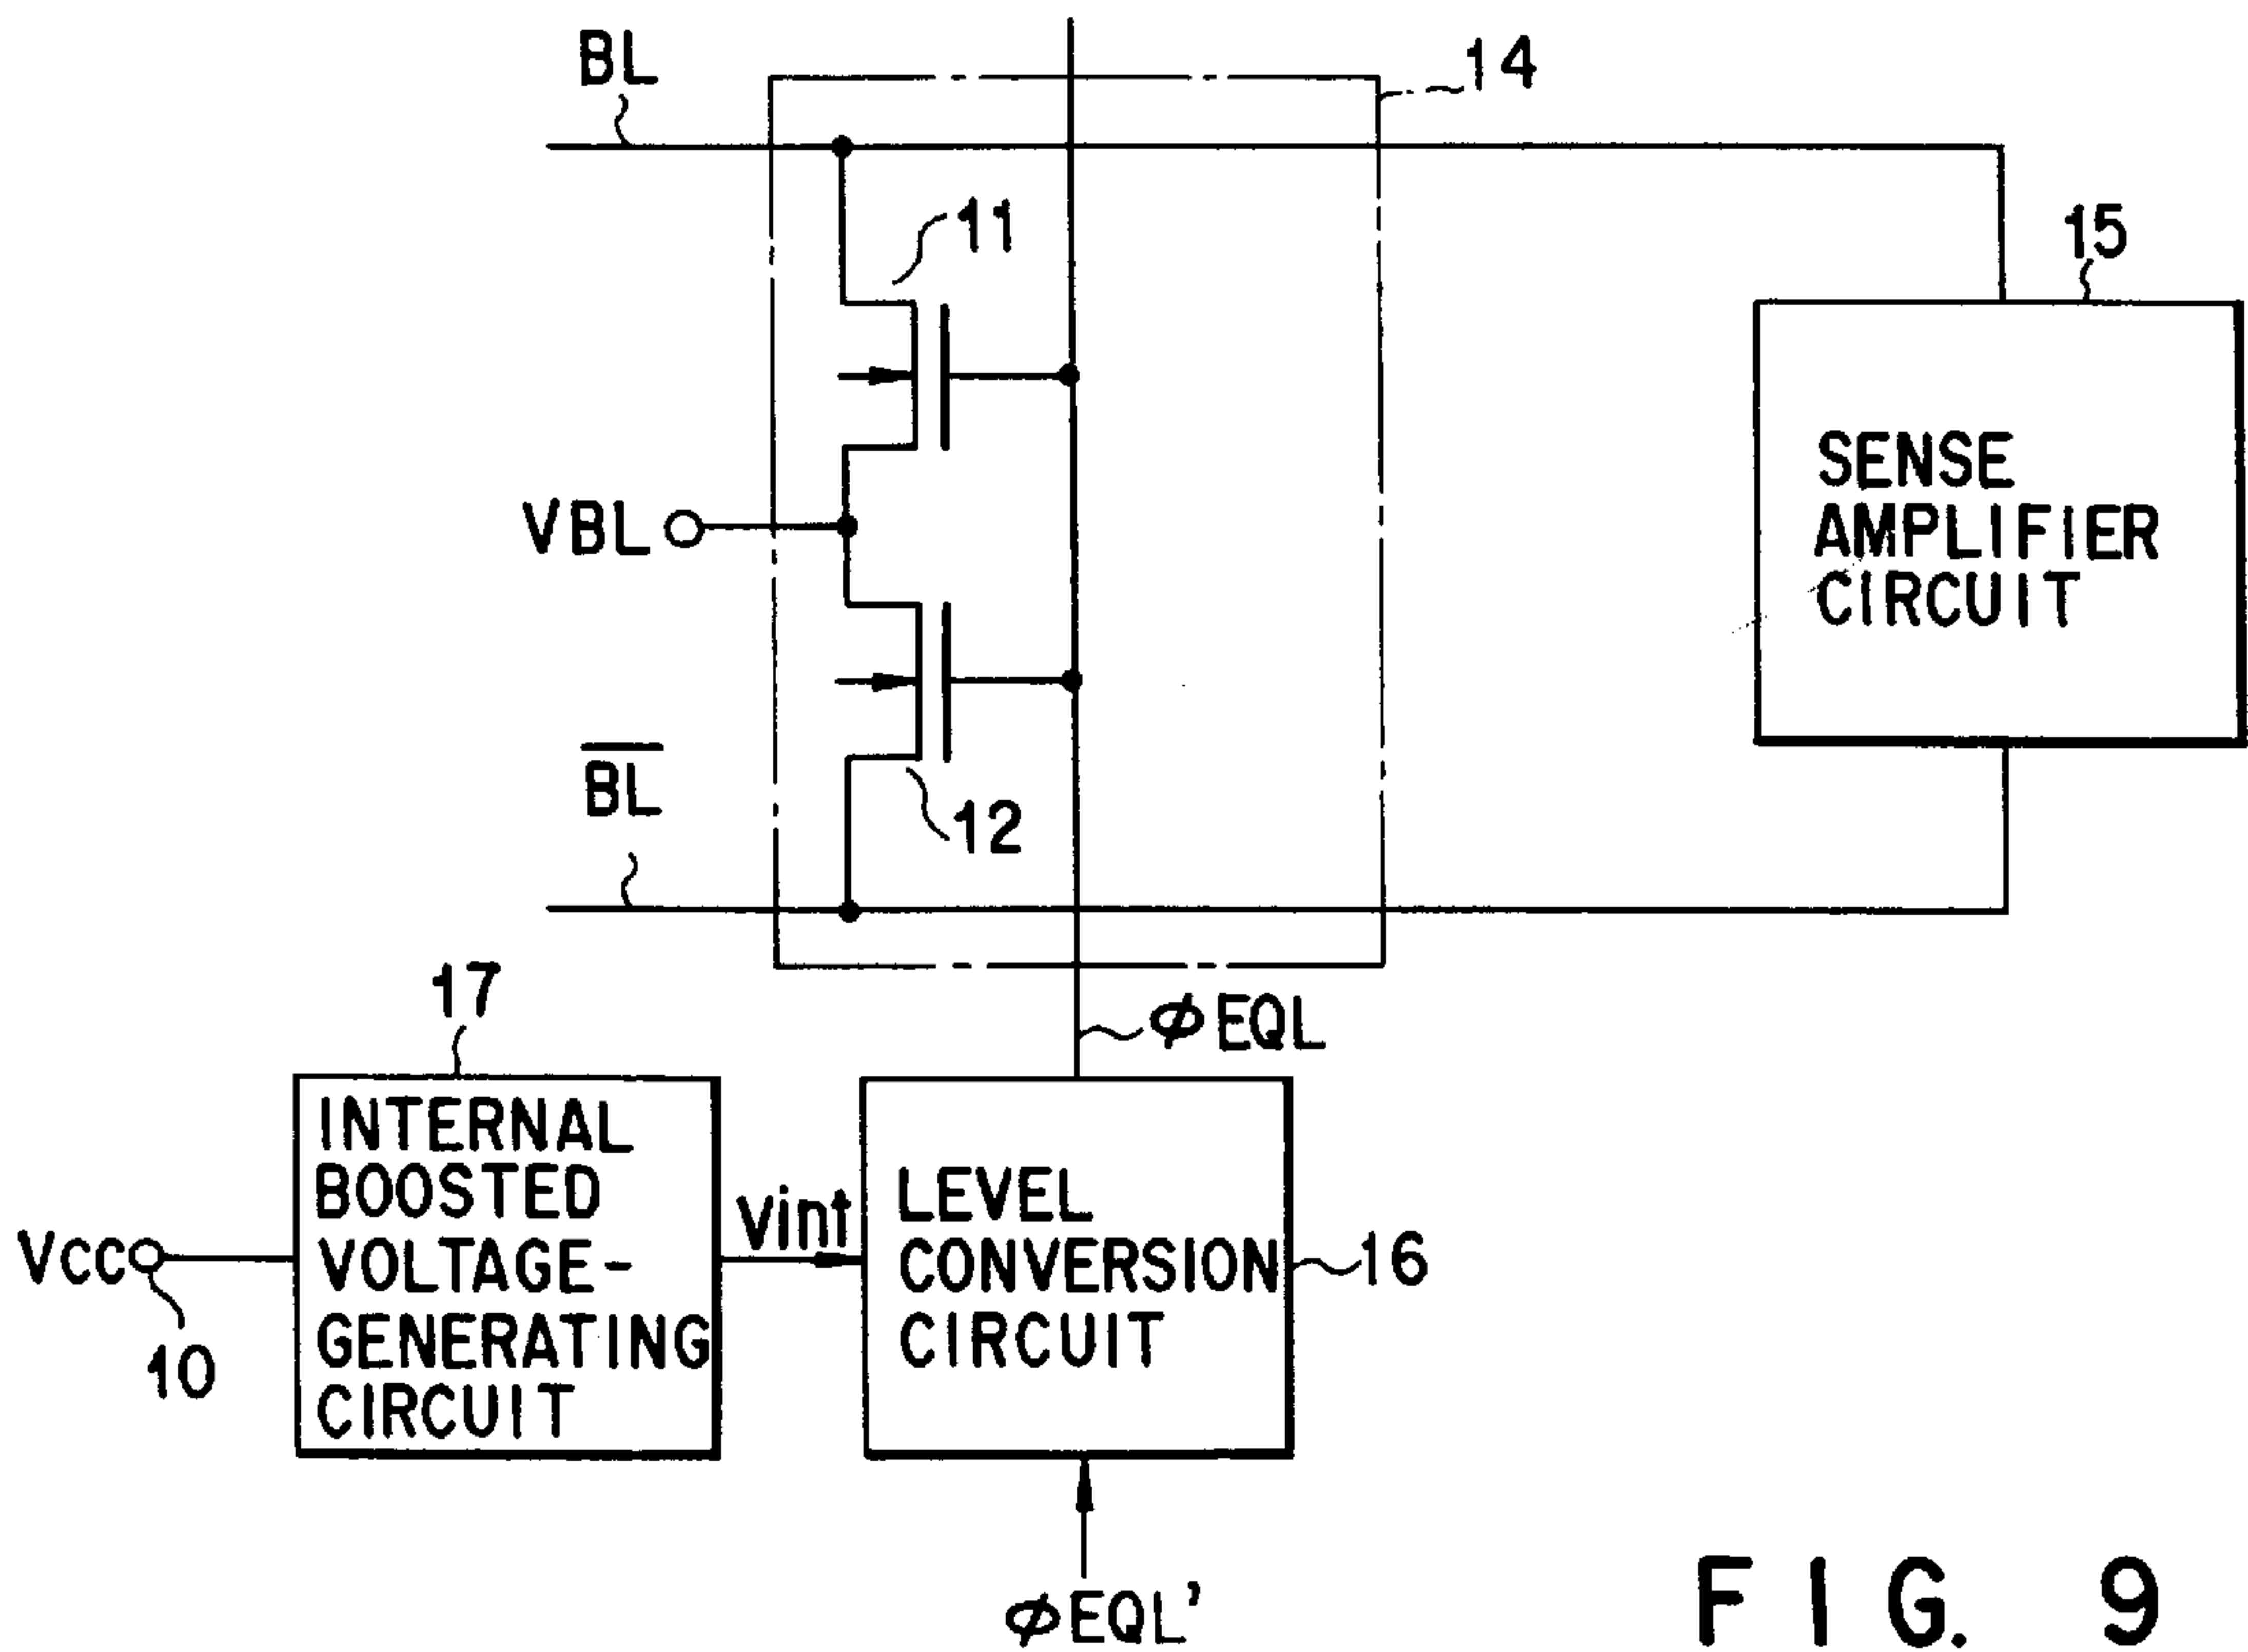 BL
14
11
15
VBL
SENSE
AMPLIFIER
CIRCUIT
B̅L̅
12
17
φEQL
INTERNAL
BOOSTED
VOLTAGE-
GENERATING
CIRCUIT
Vint
LEVEL
CONVERSION
CIRCUIT
16
VCC
10
φEQL'
FIG. 9